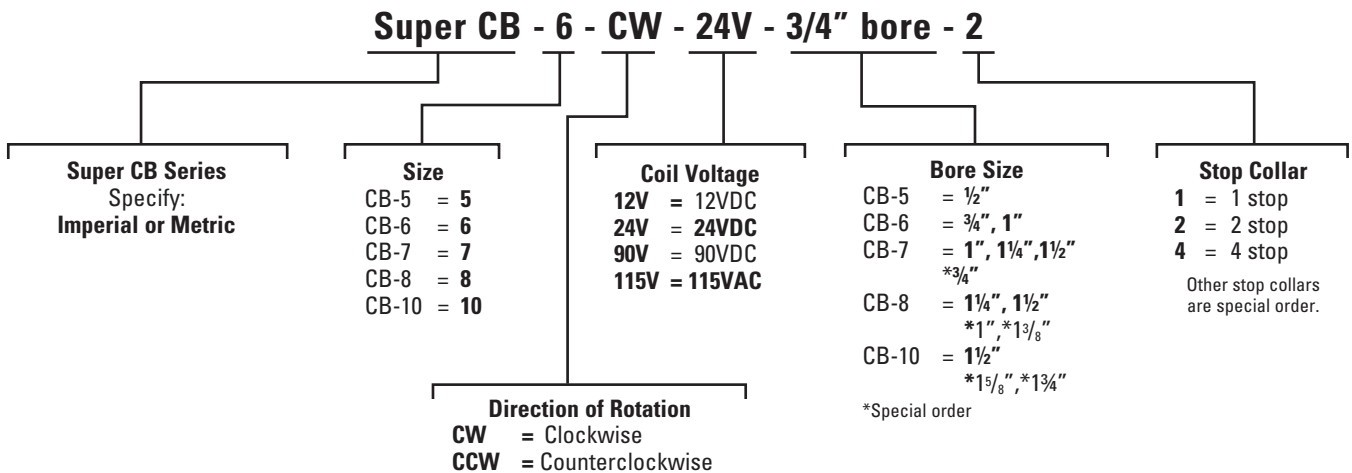 Super CB - 6 - CW - 24V - 3/4" bore - 2
Super CB Series
Specify:
Imperial or Metric
Size
CB-5 = 5
CB-6 = 6
CB-7 = 7
CB-8 = 8
CB-10 = 10
Direction of Rotation
CW = Clockwise
CCW = Counterclockwise
Coil Voltage
12V = 12VDC
24V = 24VDC
90V = 90VDC
115V = 115VAC
Bore Size
CB-5 = ½"
CB-6 = ¾", 1"
CB-7 = 1", 1¼",1½"
*¾"
CB-8 = 1¼", 1½"
*1",*1³/₈"
CB-10 = 1½"
*1⁵/₈",*1¾"
*Special order
Stop Collar
1 = 1 stop
2 = 2 stop
4 = 4 stop
Other stop collars
are special order.